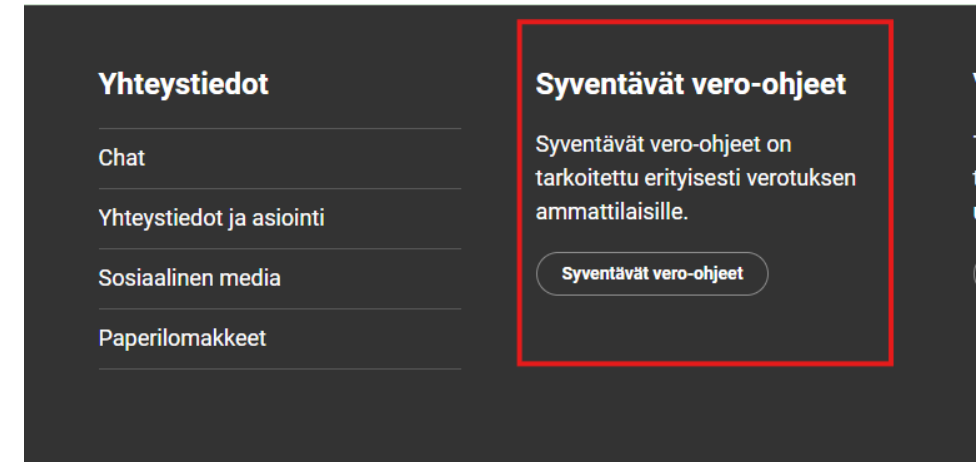 Yhteystiedot
Chat
Yhteystiedot ja asiointi
Sosiaalinen media
Paperilomakkeet
Syventävät vero-ohjeet
Syventävät vero-ohjeet on
tarkoitettu erityisesti verotuksen
ammattilaisille.
Syventävät vero-ohjeet